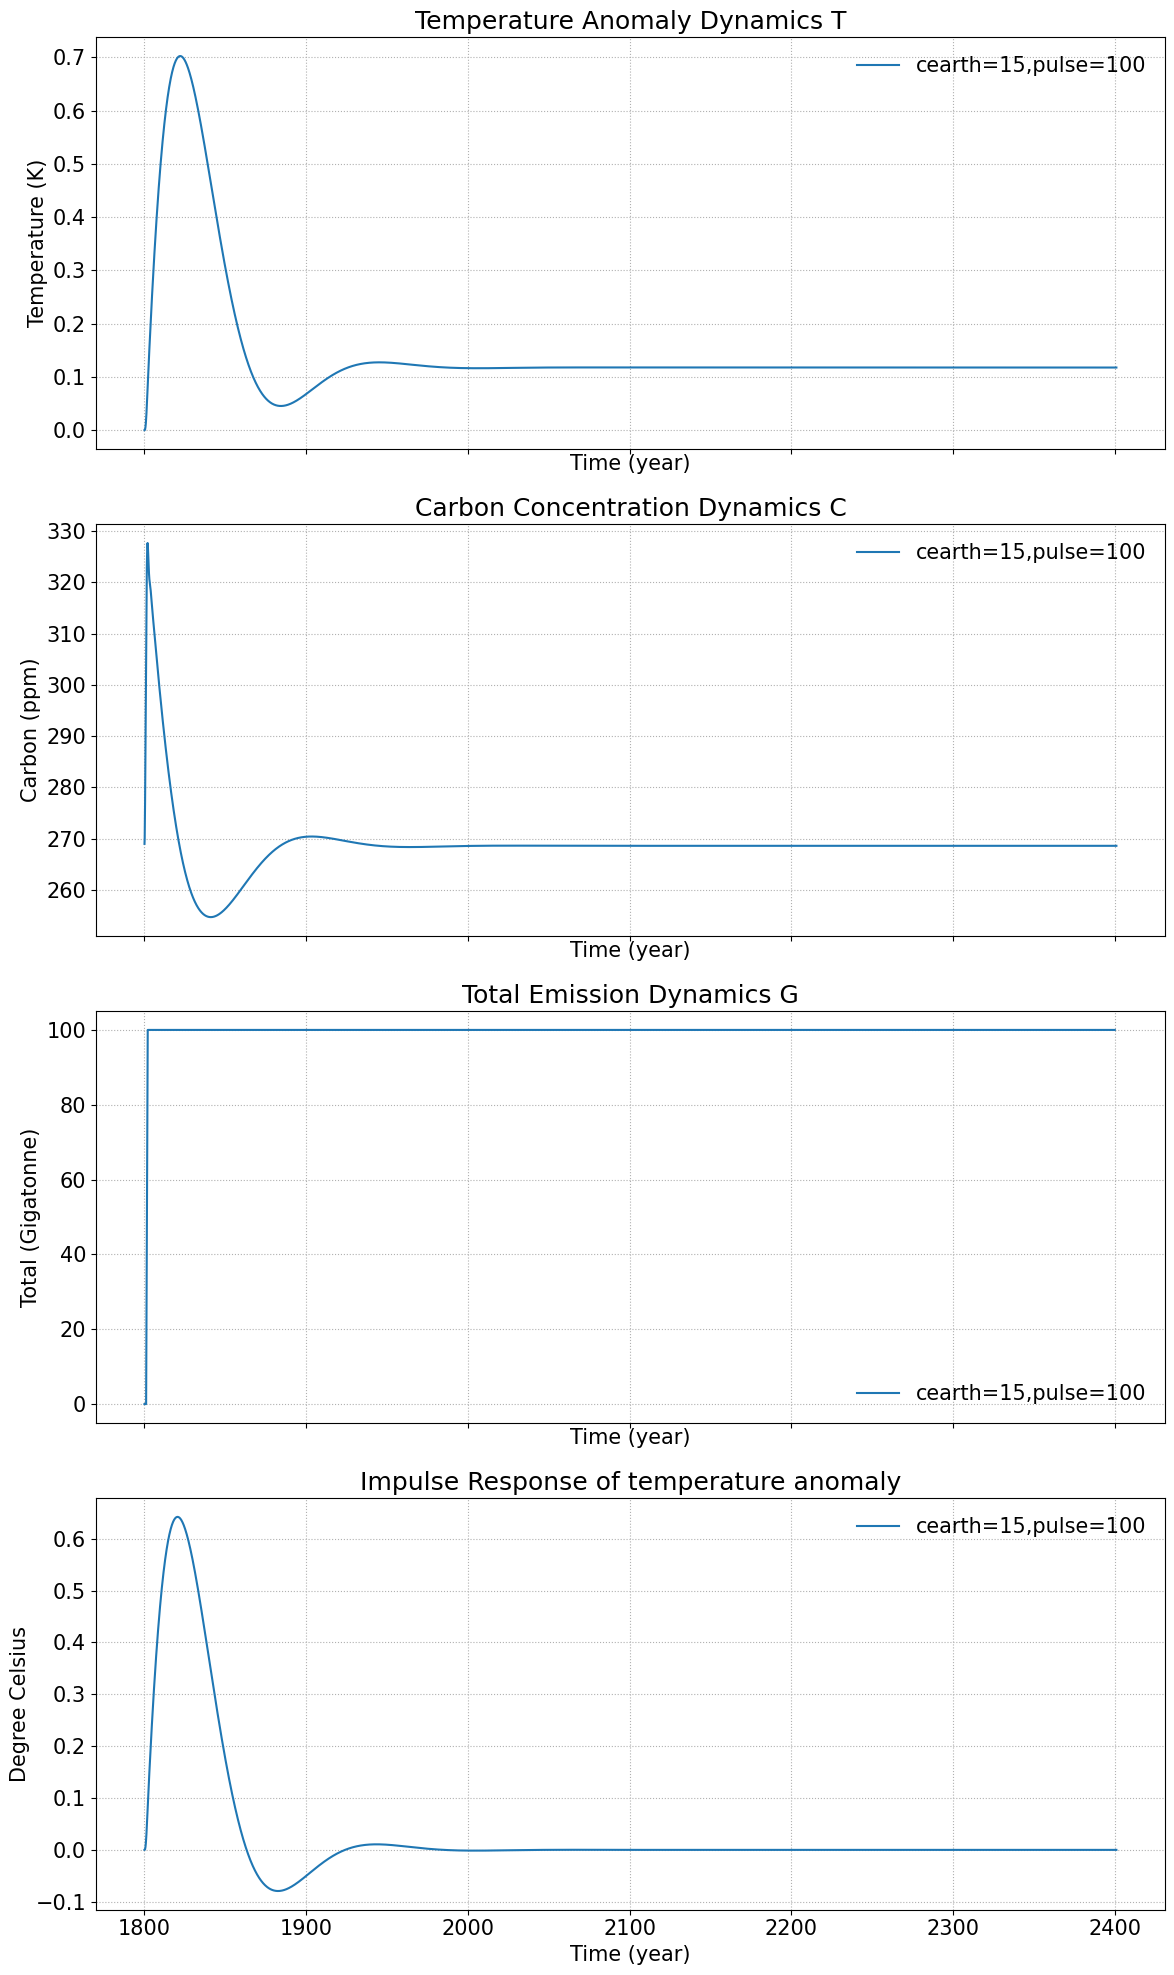 Temperature Anomaly Dynamics T
cearth=15,pulse=100
Temperature (K)
0.7
0.6
0.5
0.4
0.3
0.2
0.1
0.0
Time (year)
Carbon Concentration Dynamics C
cearth=15,pulse=100
Carbon (ppm)
330
320
310
300
290
280
270
260
Time (year)
Total Emission Dynamics G
Total (Gigatonne)
100
80
60
40
20
0
cearth=15,pulse=100
Time (year)
Impulse Response of temperature anomaly
cearth=15,pulse=100
Degree Celsius
0.6
0.5
0.4
0.3
0.2
0.1
0.0
−0.1
1800 1900 2000 2100 2200 2300 2400
Time (year)